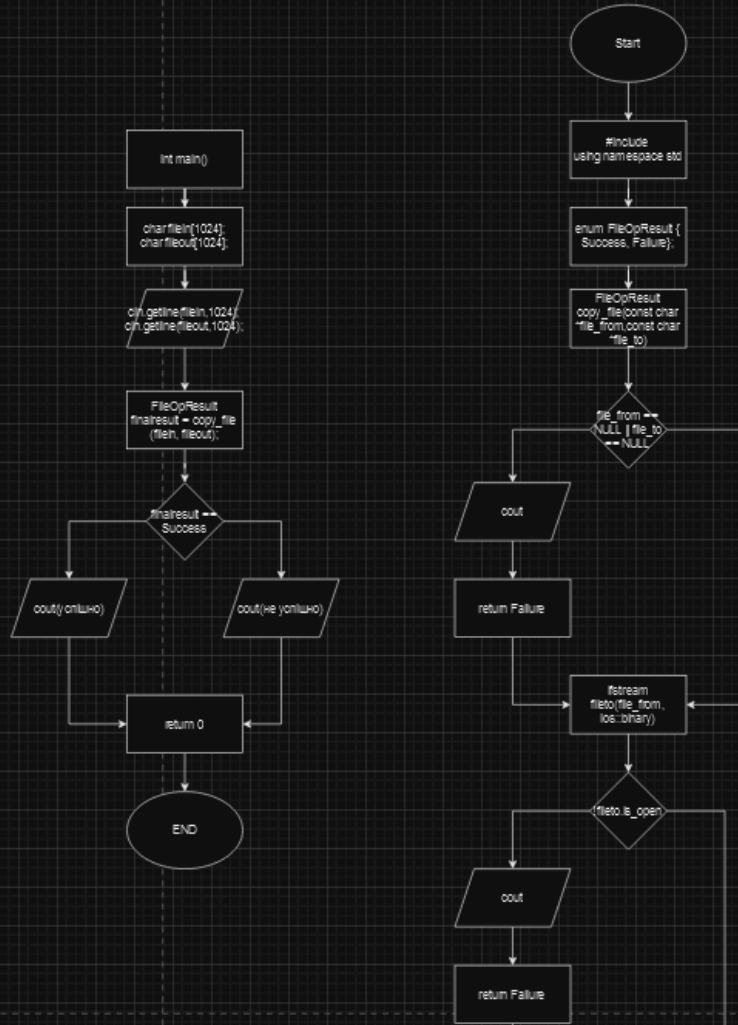 int main()
char filein[1024];
char fileout[1024];
cin.getline(filein,1024);
cin.getline(fileout,1024);
FileOpResult
finalresult = copy_file
(filein, fileout);
finalresult ==
Success
cout(успішно)
cout(не успішно)
return 0
END
Start
#include
using namespace std
enum FileOpResult {
Success, Failure};
FileOpResult
copy_file(const char
*file_from,const char
*file_to)
file_from ==
NULL || file_to
== NULL
cout
return Failure
ifstream
fileto(file_from,
ios::binary)
!fileto.is_open
cout
return Failure